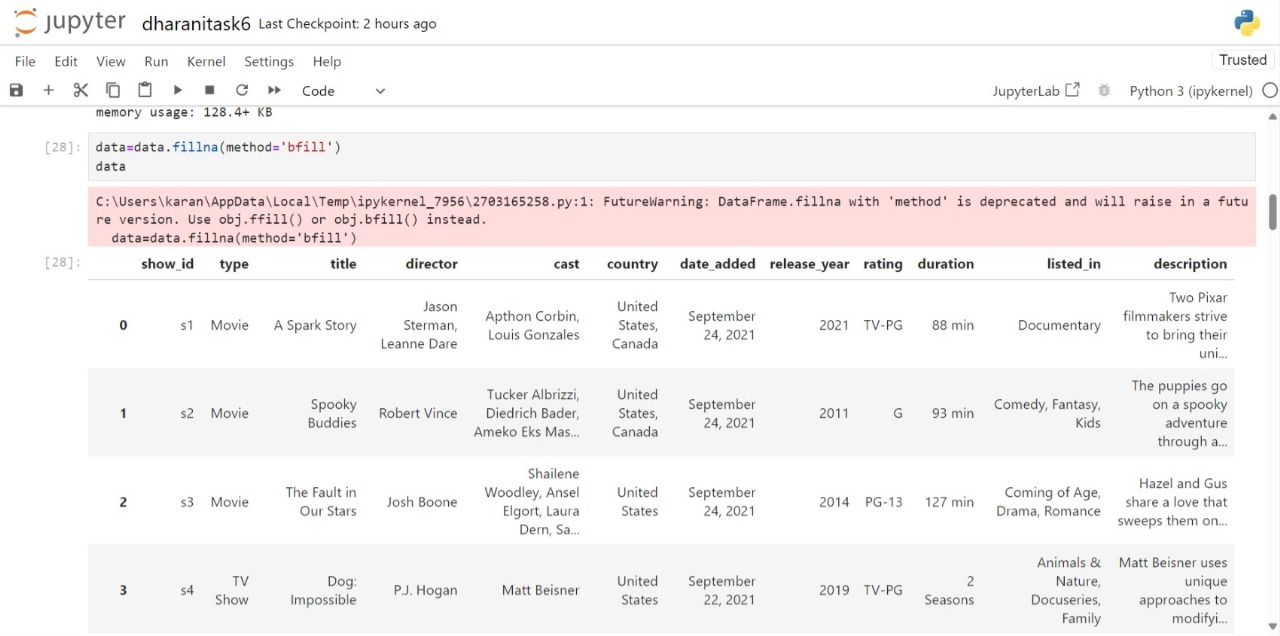 jupyter dharanitask6 Last Checkpoint: 2 hours ago
File Edit View Run Kernel Settings Help
Trusted
Code
JupyterLab
Python 3 (ipykernel)
memory usage: 128.4+ KB
[28]:
data=data.fillna(method='bfill')
data
C:\Users\karan\AppData\Local\Temp\ipykernel_7956\2703165258.py:1: FutureWarning: DataFrame.fillna with 'method' is deprecated and will raise in a futu
re version. Use obj.ffill() or obj.bfill() instead.
data=data.fillna(method='bfill')
[28]:
show_id type title director cast country date_added release_year rating duration listed_in description
0
s1
Movie
A Spark Story
Jason
Sterman,
Leanne Dare
Apthon Corbin,
Louis Gonzales
United
States,
Canada
September
24, 2021
2021
TV-PG
88 min
Documentary
Two Pixar
filmmakers strive
to bring their
uni...
1
s2
Movie
Spooky
Buddies
Robert Vince
Tucker Albrizzi,
Diedrich Bader,
Ameko Eks Mas...
United
States,
Canada
September
24, 2021
2011
G
93 min
Comedy, Fantasy,
Kids
The puppies go
on a spooky
adventure
through a...
2
s3
Movie
The Fault in
Our Stars
Josh Boone
Shailene
Woodley, Ansel
Elgort, Laura
Dern, Sa...
United
States
September
24, 2021
2014
PG-13
127 min
Coming of Age,
Drama, Romance
Hazel and Gus
share a love that
sweeps them on...
3
s4
TV
Show
Dog:
Impossible
P.J. Hogan
Matt Beisner
United
States
September
22, 2021
2019
TV-PG
2
Seasons
Animals &
Nature,
Docuseries,
Family
Matt Beisner uses
unique
approaches to
modifyi...